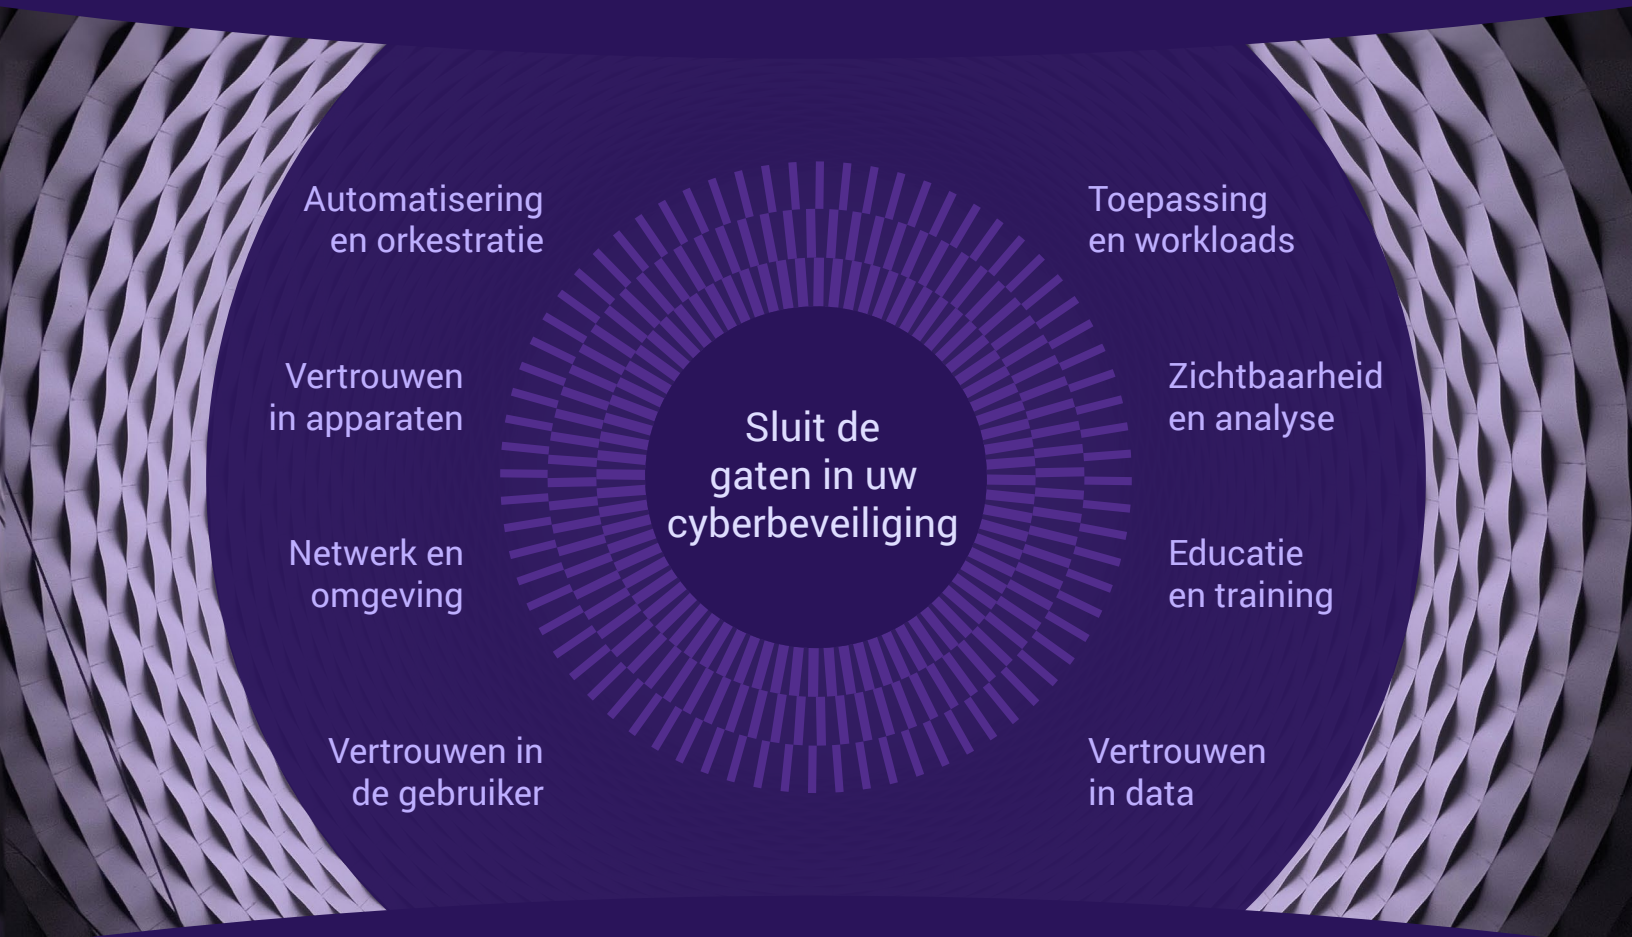 Automatisering
en orkestratie
Toepassing
en workloads
Vertrouwen
in apparaten
Zichtbaarheid
en analyse
Sluit de
gaten in uw
cyberbeveiliging
Netwerk en
omgeving
Educatie
en training
Vertrouwen in
de gebruiker
Vertrouwen
in data